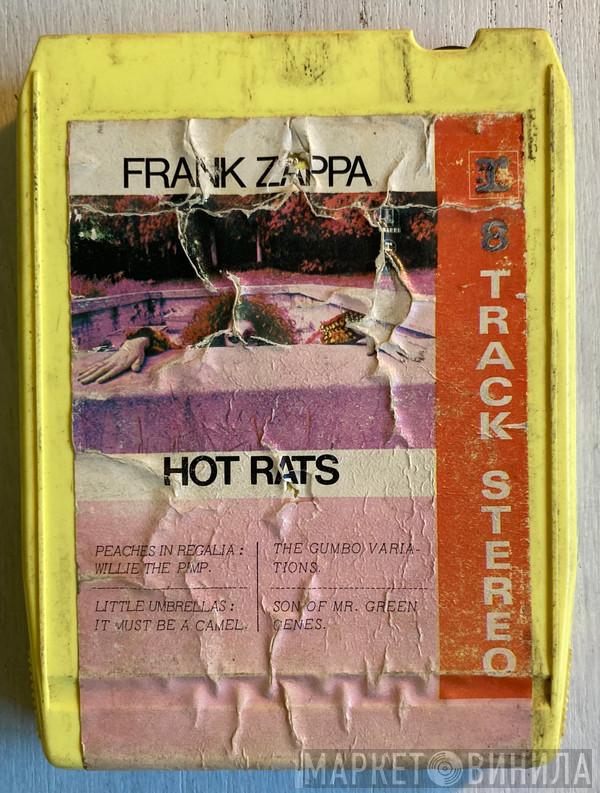 FRANK ZAPPA
r
8 TRACK STEREO
HOT RATS
PEACHES IN REGALIA:
WILLIE THE PIMP.
THE GUMBO VARIA-
TIONS.
LITTLE UMBRELLAS:
IT MUST BE A CAMEL.
SON OF MR. GREEN
GENES.
МАРКЕТ ВИНИЛА